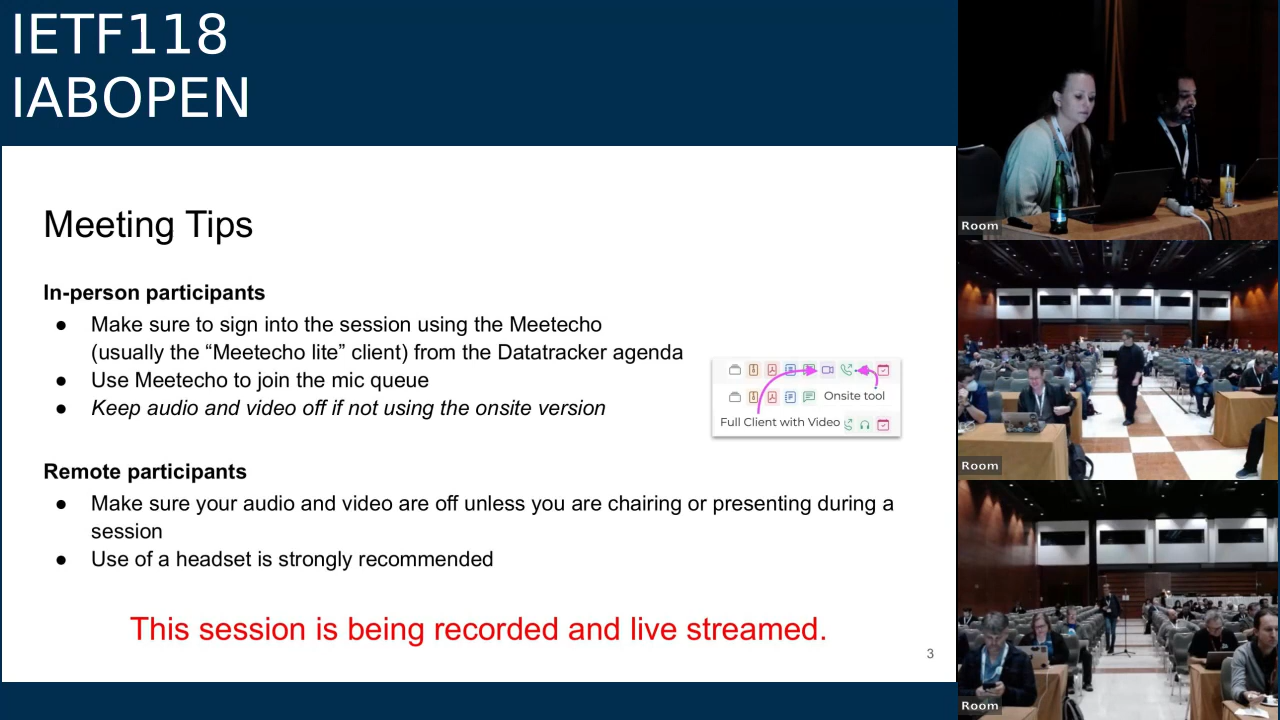 IETF118
IABOPEN
Meeting Tips
In-person participants
● Make sure to sign into the session using the Meetecho
(usually the “Meetecho lite” client) from the Datatracker agenda
● Use Meetecho to join the mic queue
● Keep audio and video off if not using the onsite version
Onsite tool
Full Client with Video
Remote participants
● Make sure your audio and video are off unless you are chairing or presenting during a
session
● Use of a headset is strongly recommended
This session is being recorded and live streamed.
3
Room
Room
Room